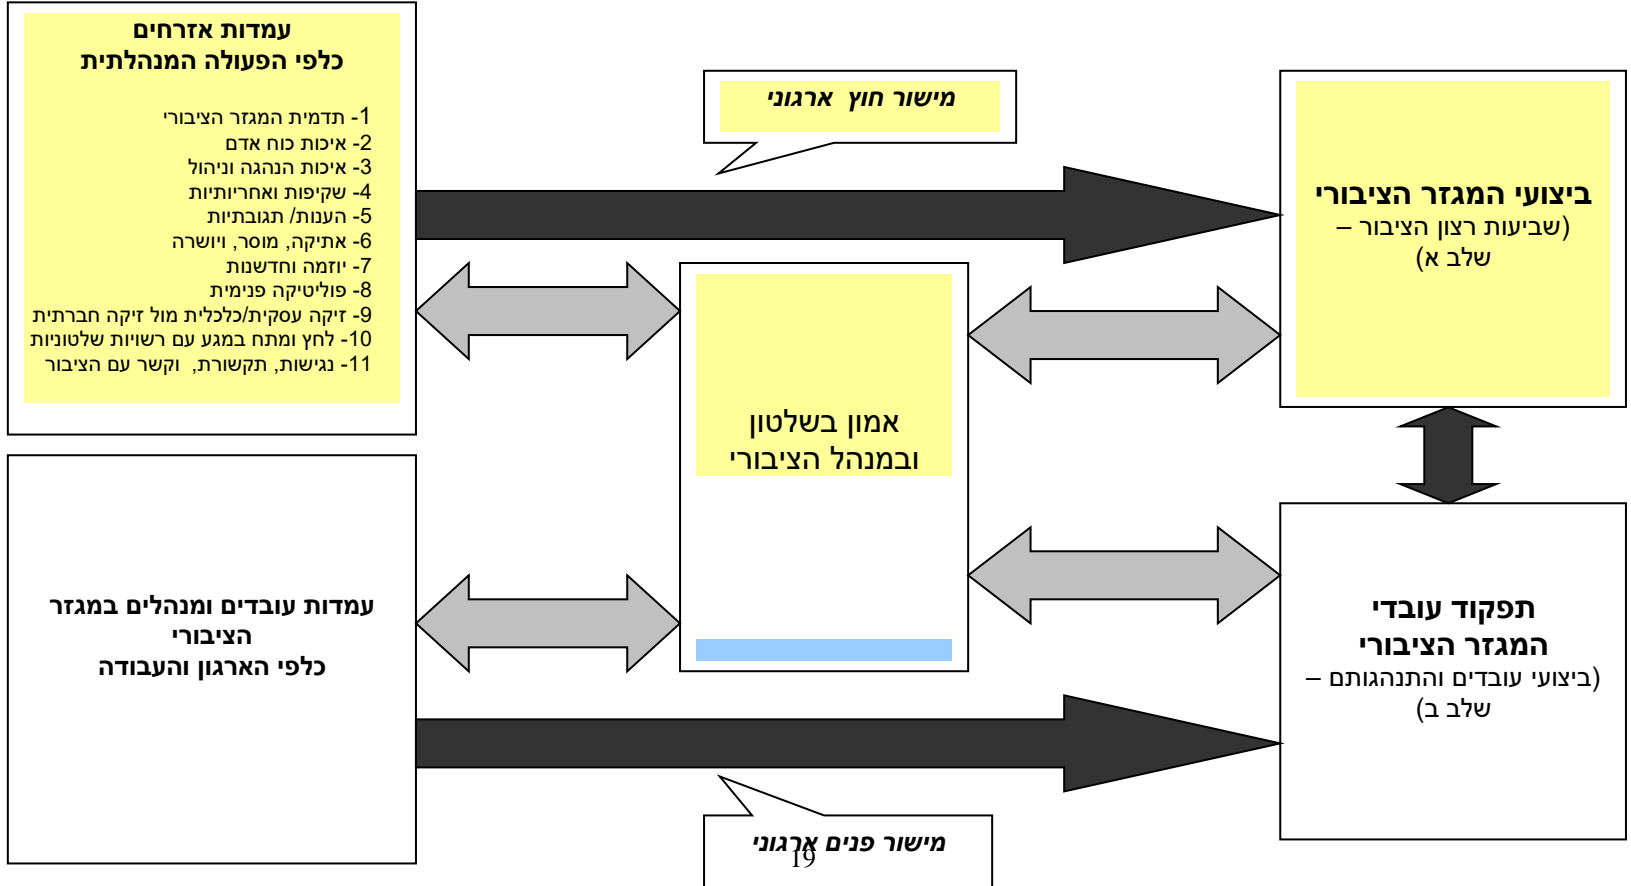 עמדות אזרחים
כלפי הפעולה המנהלתית
1- תדמית המגזר הציבורי
2- איכות כוח אדם
3- איכות הנהגה וניהול
4- שקיפות ואחריותיות
5- הענות/ תגובתיות
6- אתיקה, מוסר, ויושרה
7- יוזמה וחדשנות
8- פוליטיקה פנימית
9- זיקה עסקית/כלכלית מול זיקה חברתית
10- לחץ ומתח במגע עם רשויות שלטוניות
11- נגישות, תקשורת, וקשר עם הציבור
מישור חוץ ארגוני
ביצועי המגזר הציבורי
(שביעות רצון הציבור –
שלב א)
אמון בשלטון
ובמנהל הציבורי
עמדות עובדים ומנהלים במגזר
הציבורי
כלפי הארגון והעבודה
תפקוד עובדי
המגזר הציבורי
(ביצועי עובדים והתנהגותם –
שלב ב)
מישור פנים ארגוני
19